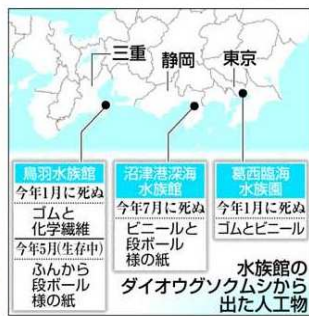 三重
静岡
東京
鳥羽水族館
今年1月に死ぬ
ゴムと
化学繊維
今年5月(生存中)
ふんから
段ボール
様の紙
沼津港深海
水族館
今年7月に死ぬ
ビニールと
段ボール
様の紙
葛西臨海
水族園
今年1月に死ぬ
ゴムとビニール
水族館の
ダイオウグソクムシから
出た人工物